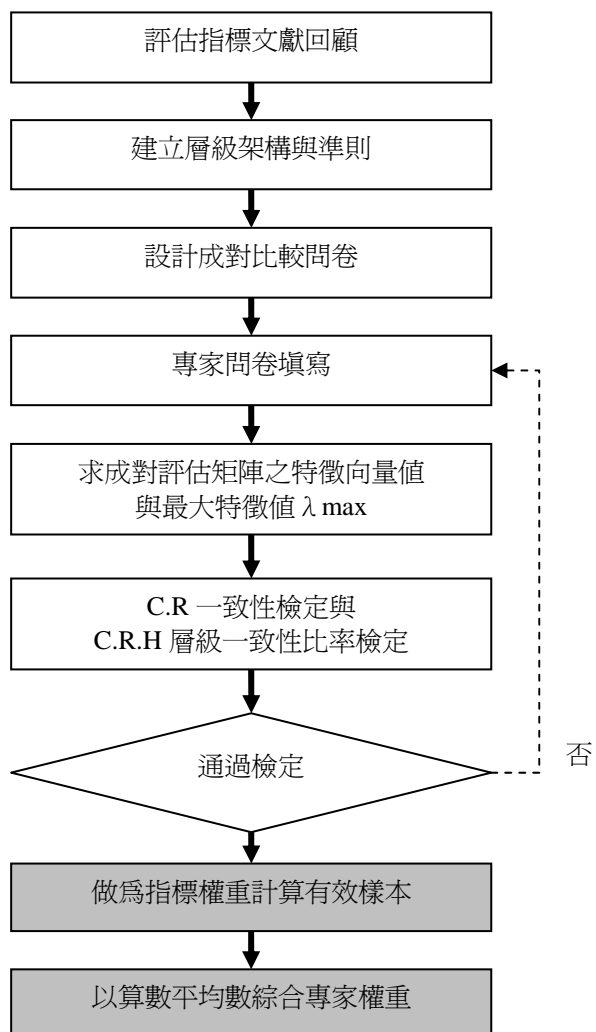 評估指標文獻回顧
建立層級架構與準則
設計成對比較問卷
專家問卷填寫
求成對評估矩陣之特徵向量值
與最大特徵值 λ max
C.R 一致性檢定與
C.R.H 層級一致性比率檢定
通過檢定
否
做為指標權重計算有效樣本
以算數平均數綜合專家權重